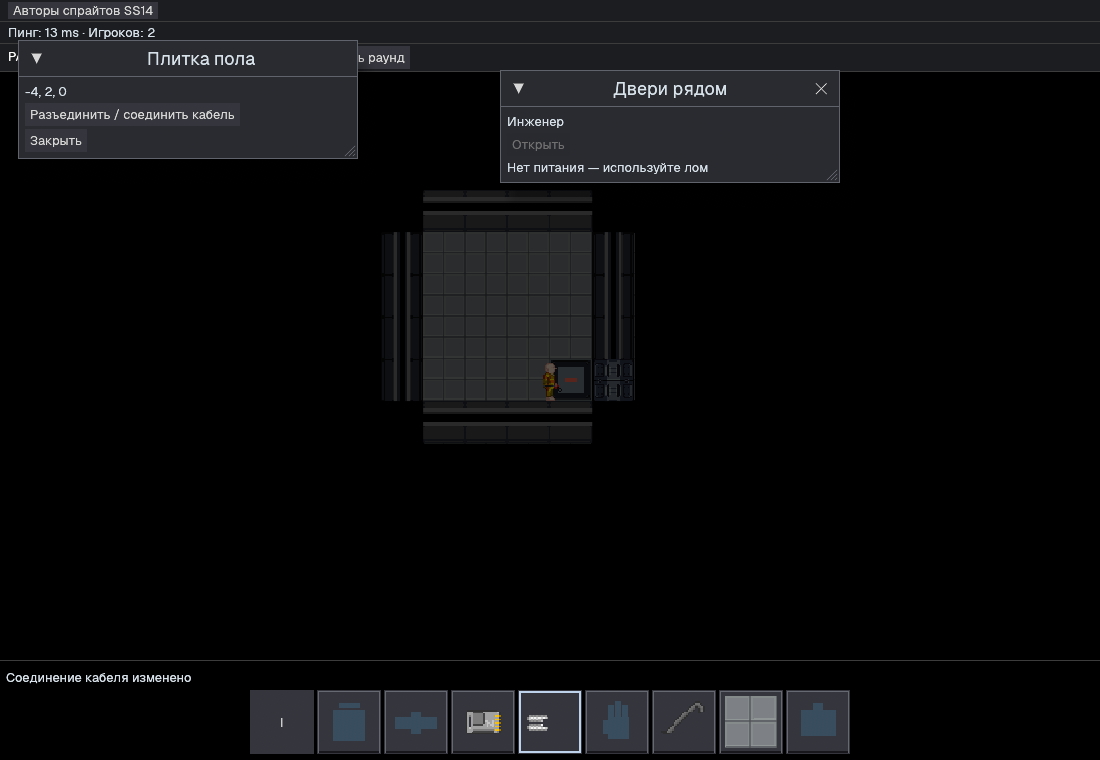 Авторы спрайтов SS14
Пинг: 13 ms · Игроков: 2
ь раунд
Плитка пола
-4, 2, 0
Разъединить / соединить кабель
Закрыть
Двери рядом
Инженер
Открыть
Нет питания — используйте лом
Соединение кабеля изменено
I